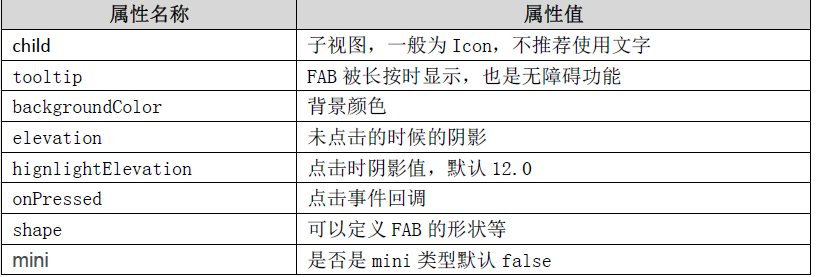 属性名称 属性值
child 子视图，一般为 Icon，不推荐使用文字
tooltip FAB 被长按时显示，也是无障碍功能
backgroundColor 背景颜色
elevation 未点击的时候的阴影
hignlightElevation 点击时阴影值，默认 12.0
onPressed 点击事件回调
shape 可以定义 FAB 的形状等
mini 是否是 mini 类型默认 false